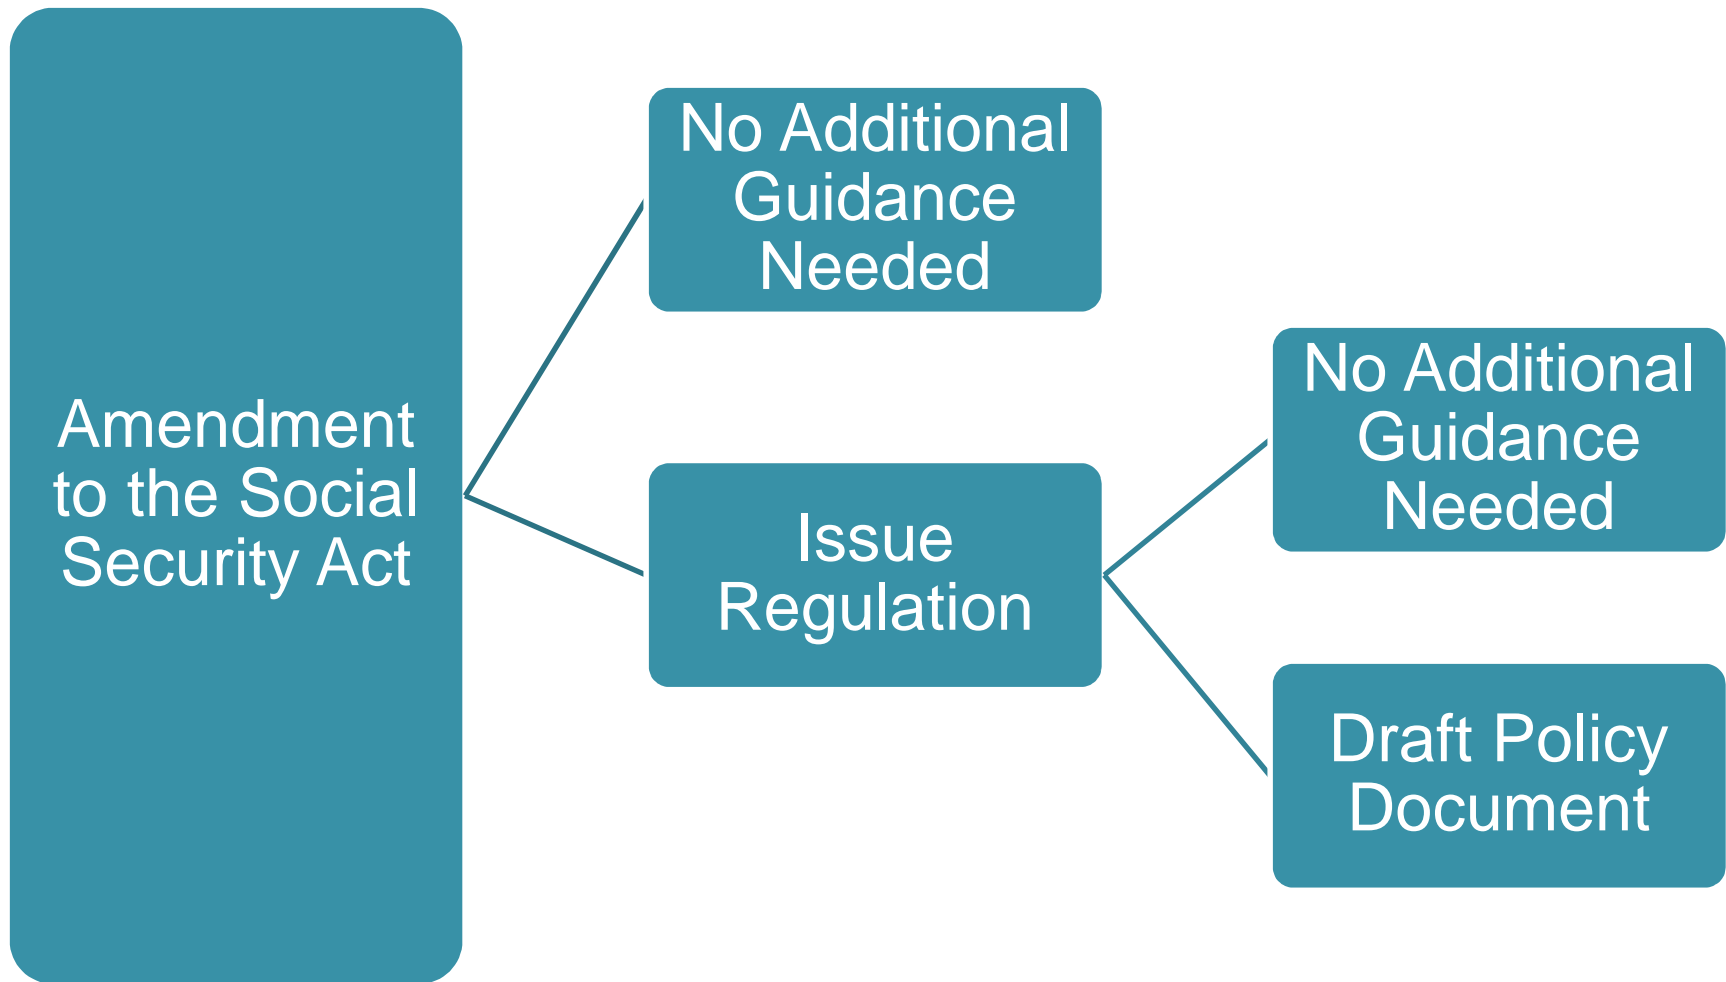 Amendment
to the Social
Security Act
No Additional
Guidance
Needed
Issue
Regulation
No Additional
Guidance
Needed
Draft Policy
Document